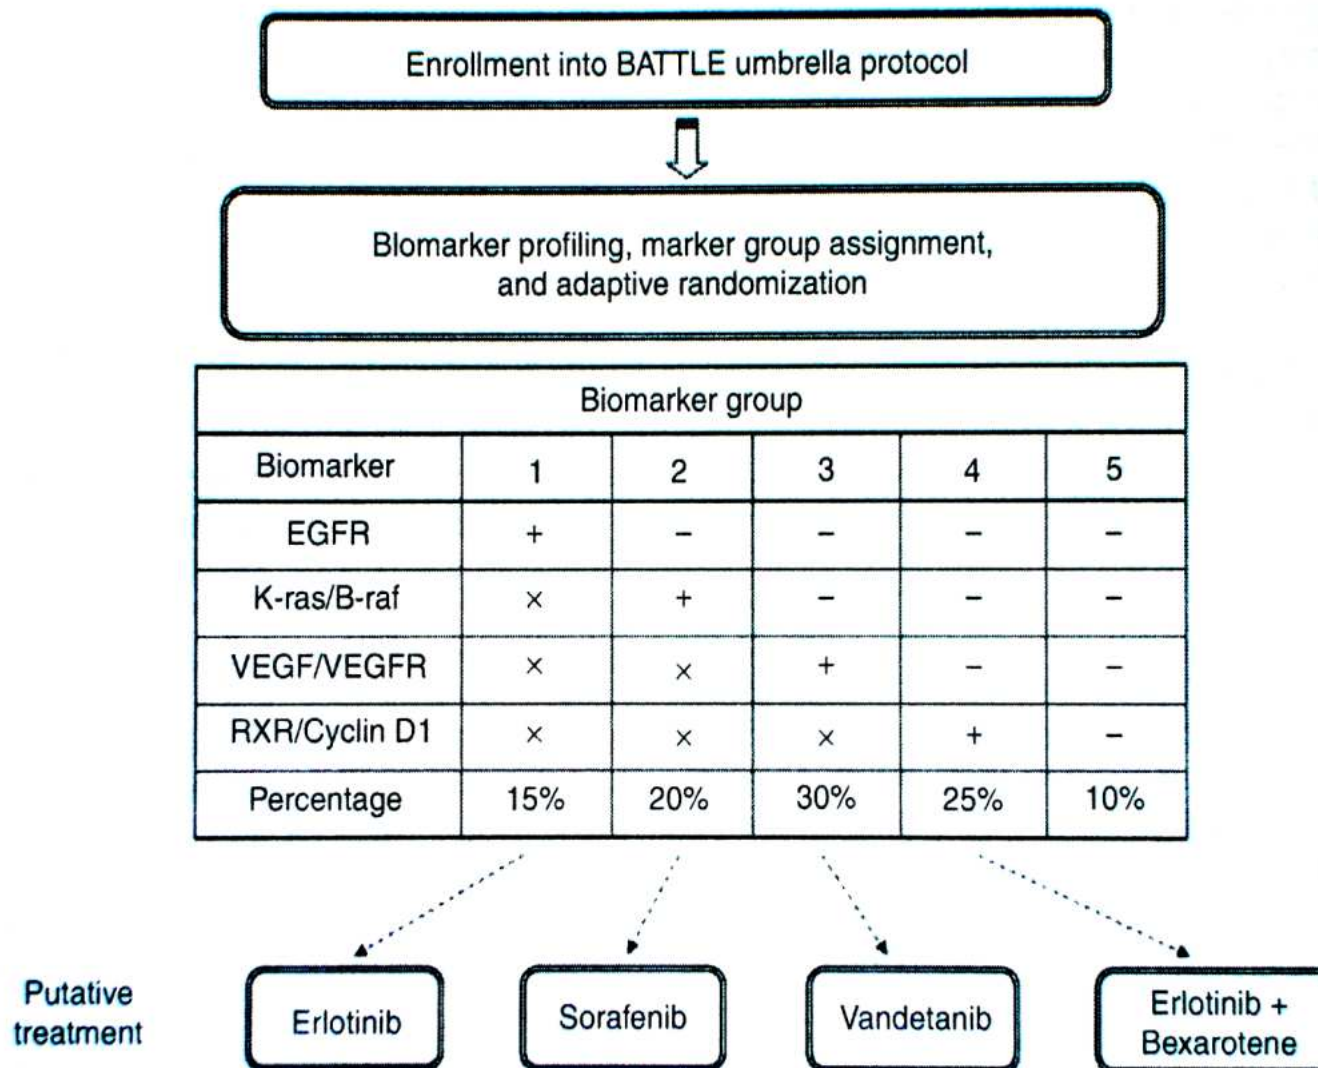 Enrollment into BATTLE umbrella protocol
Biomarker profiling, marker group assignment,
and adaptive randomization
Biomarker group
Biomarker 1 2 3 4 5
EGFR + − − − −
K-ras/B-raf × + − − −
VEGF/VEGFR × × + − −
RXR/Cyclin D1 × × × + −
Percentage 15% 20% 30% 25% 10%
Putative
treatment
Erlotinib
Sorafenib
Vandetanib
Erlotinib +
Bexarotene